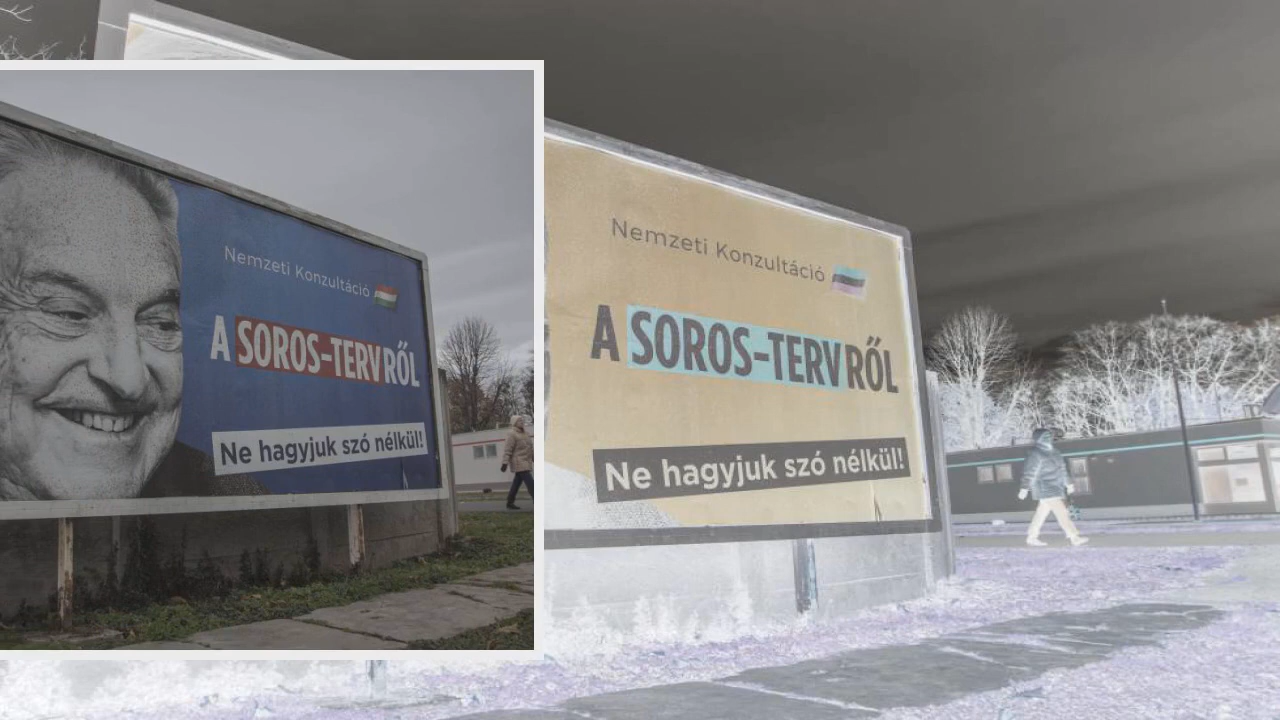 Nemzeti Konzultáció
A SOROS-TERVRŐL
Ne hagyjuk szó nélkül!
Nemzeti Konzultáció
A SOROS-TERVRŐL
Ne hagyjuk szó nélkül!